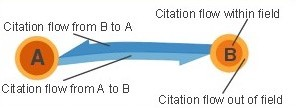 Citation flow from B to A
Citation flow within field
A
B
Citation flow from A to B
Citation flow out of field